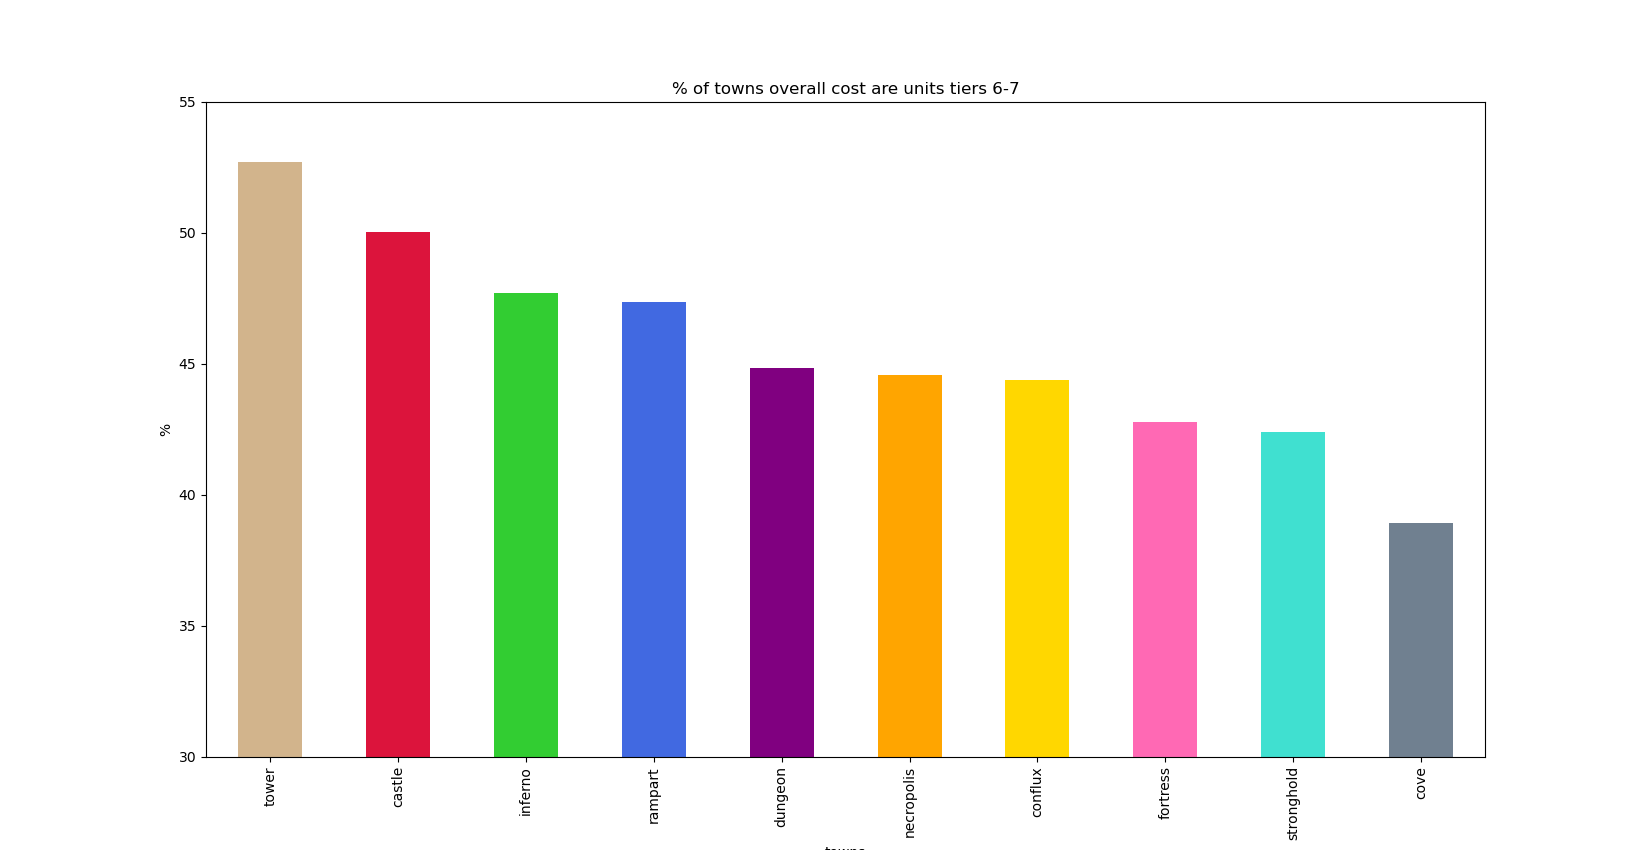 % of towns overall cost are units tiers 6-7
55
50
45
40
35
30
%
tower
castle
inferno
rampart
dungeon
necropolis
conflux
fortress
stronghold
cove